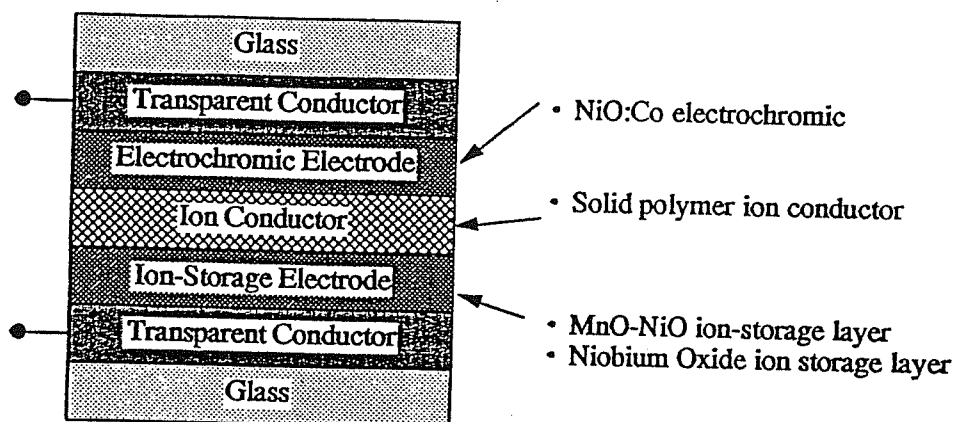 Glass
Transparent Conductor
Electrochromic Electrode
Ion Conductor
Ion-Storage Electrode
Transparent Conductor
Glass
• NiO:Co electrochromic
• Solid polymer ion conductor
• MnO-NiO ion-storage layer
• Niobium Oxide ion storage layer